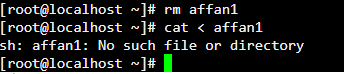 [root@localhost ~]# rm affan1
[root@localhost ~]# cat < affan1
sh: affan1: No such file or directory
[root@localhost ~]#